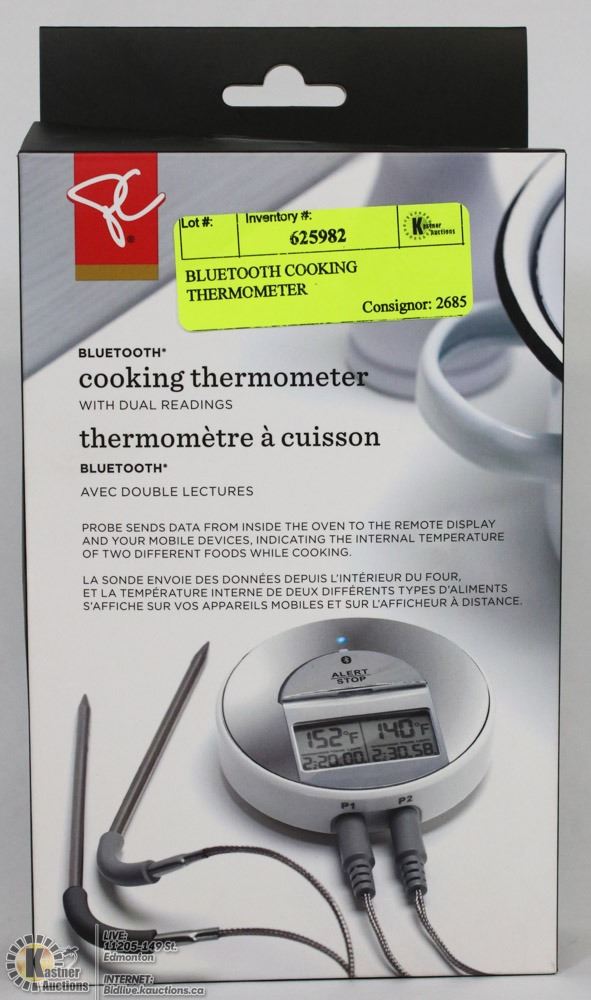 PC®
Lot #:
Inventory #:
625982
Kastner
Auctions
BLUETOOTH COOKING
THERMOMETER
Consignor: 2685
BLUETOOTH*
cooking thermometer
WITH DUAL READINGS
thermomètre à cuisson
BLUETOOTH*
AVEC DOUBLE LECTURES
PROBE SENDS DATA FROM INSIDE THE OVEN TO THE REMOTE DISPLAY
AND YOUR MOBILE DEVICES, INDICATING THE INTERNAL TEMPERATURE
OF TWO DIFFERENT FOODS WHILE COOKING.
LA SONDE ENVOIE DES DONNÉES DEPUIS L'INTÉRIEUR DU FOUR,
ET LA TEMPÉRATURE INTERNE DE DEUX DIFFÉRENTS TYPES D'ALIMENTS
S'AFFICHE SUR VOS APPAREILS MOBILES ET SUR L'AFFICHEUR À DISTANCE.
ALERT
STOP
152°F 140°F
2:20.00 2:30.58
P1 P2
Kastner
Auctions
LIVE:
11205-149 St.
Edmonton
INTERNET:
Bidlive.kauctions.ca